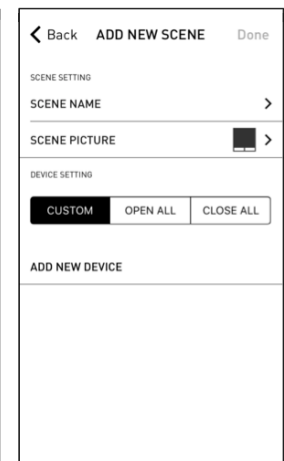 Back ADD NEW SCENE Done
SCENE SETTING
SCENE NAME
SCENE PICTURE
DEVICE SETTING
CUSTOM OPEN ALL CLOSE ALL
ADD NEW DEVICE